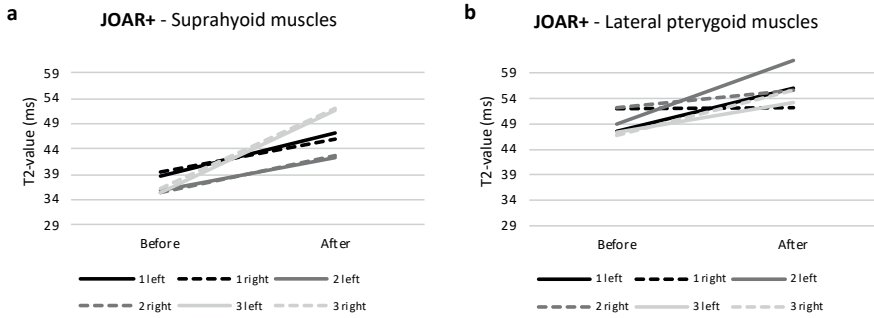 a
JOAR+ - Suprahyoid muscles
T2-value (ms)
59
54
49
44
39
34
29
Before After
1 left 1 right 2 left
2 right 3 left 3 right
b
JOAR+ - Lateral pterygoid muscles
T2-value (ms)
59
54
49
44
39
34
29
Before After
1 left 1 right 2 left
2 right 3 left 3 right